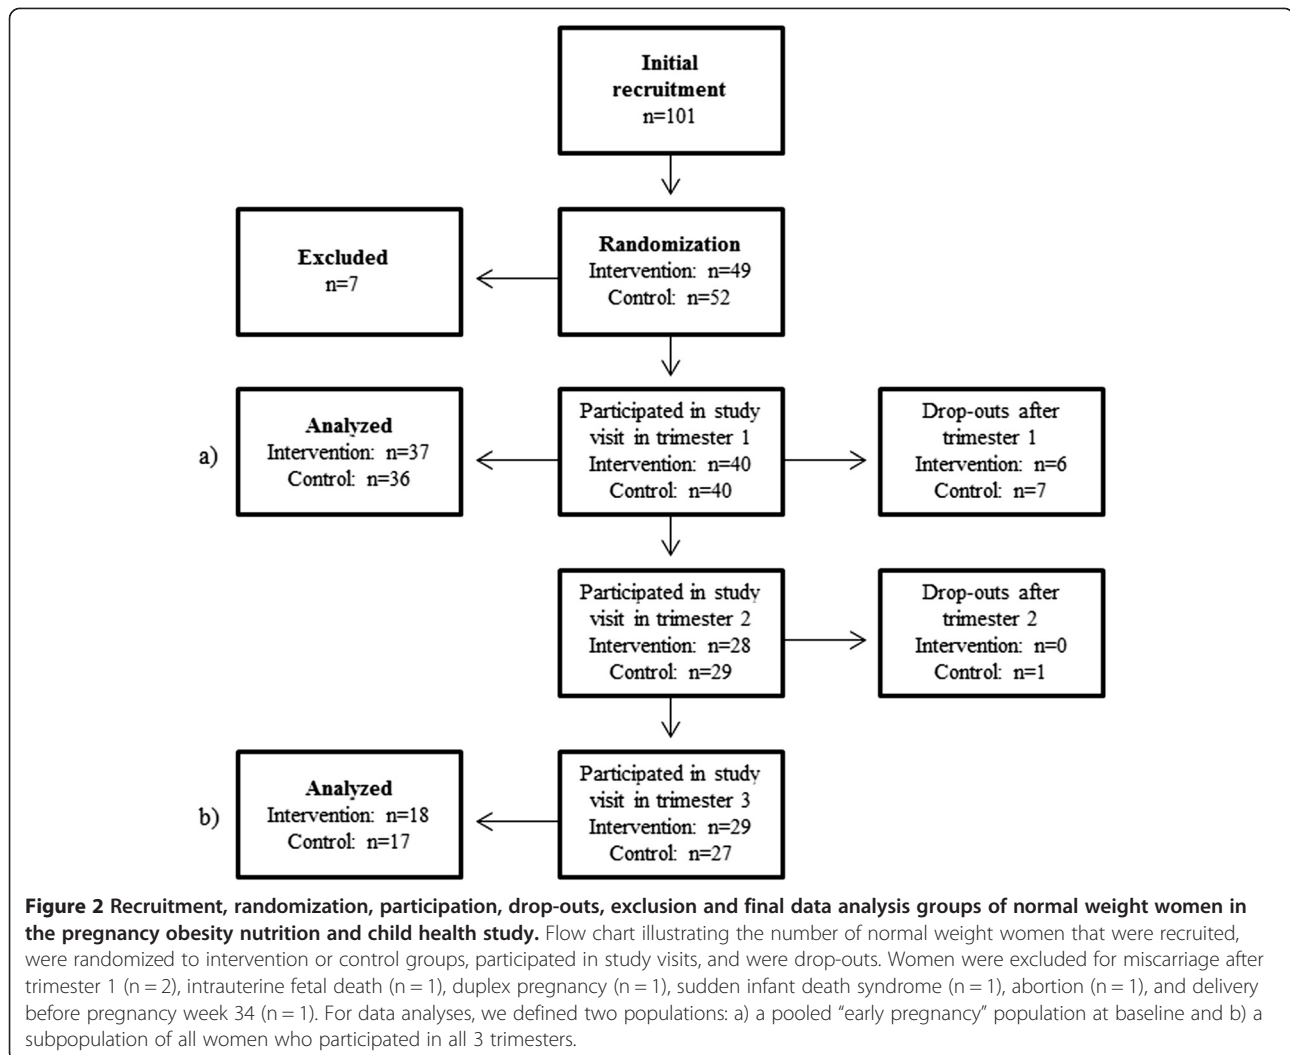 Initial
recruitment
n=101
Excluded
n=7
Randomization
Intervention: n=49
Control: n=52
a)
Analyzed
Intervention: n=37
Control: n=36
Participated in study
visit in trimester 1
Intervention: n=40
Control: n=40
Drop-outs after
trimester 1
Intervention: n=6
Control: n=7
Participated in study
visit in trimester 2
Intervention: n=28
Control: n=29
Drop-outs after
trimester 2
Intervention: n=0
Control: n=1
b)
Analyzed
Intervention: n=18
Control: n=17
Participated in study
visit in trimester 3
Intervention: n=29
Control: n=27
Figure 2 Recruitment, randomization, participation, drop-outs, exclusion and final data analysis groups of normal weight women in
the pregnancy obesity nutrition and child health study. Flow chart illustrating the number of normal weight women that were recruited,
were randomized to intervention or control groups, participated in study visits, and were drop-outs. Women were excluded for miscarriage after
trimester 1 (n = 2), intrauterine fetal death (n = 1), duplex pregnancy (n = 1), sudden infant death syndrome (n = 1), abortion (n = 1), and delivery
before pregnancy week 34 (n = 1). For data analyses, we defined two populations: a) a pooled “early pregnancy” population at baseline and b) a
subpopulation of all women who participated in all 3 trimesters.